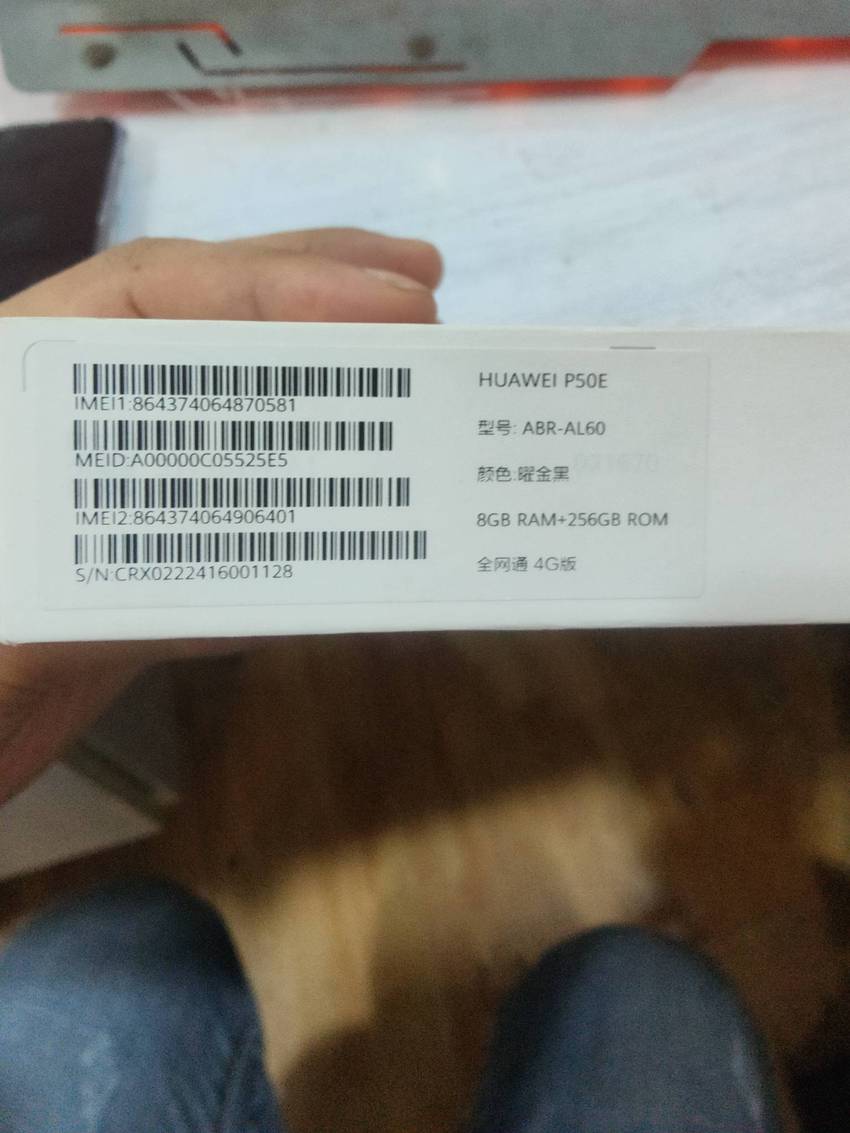 IMEI1:864374064870581
MEID:A00000C05525E5
IMEI2:864374064906401
S/N:CRX0222416001128
HUAWEI P50E
型号: ABR-AL60
颜色:曜金黑
8GB RAM+256GB ROM
全网通 4G版